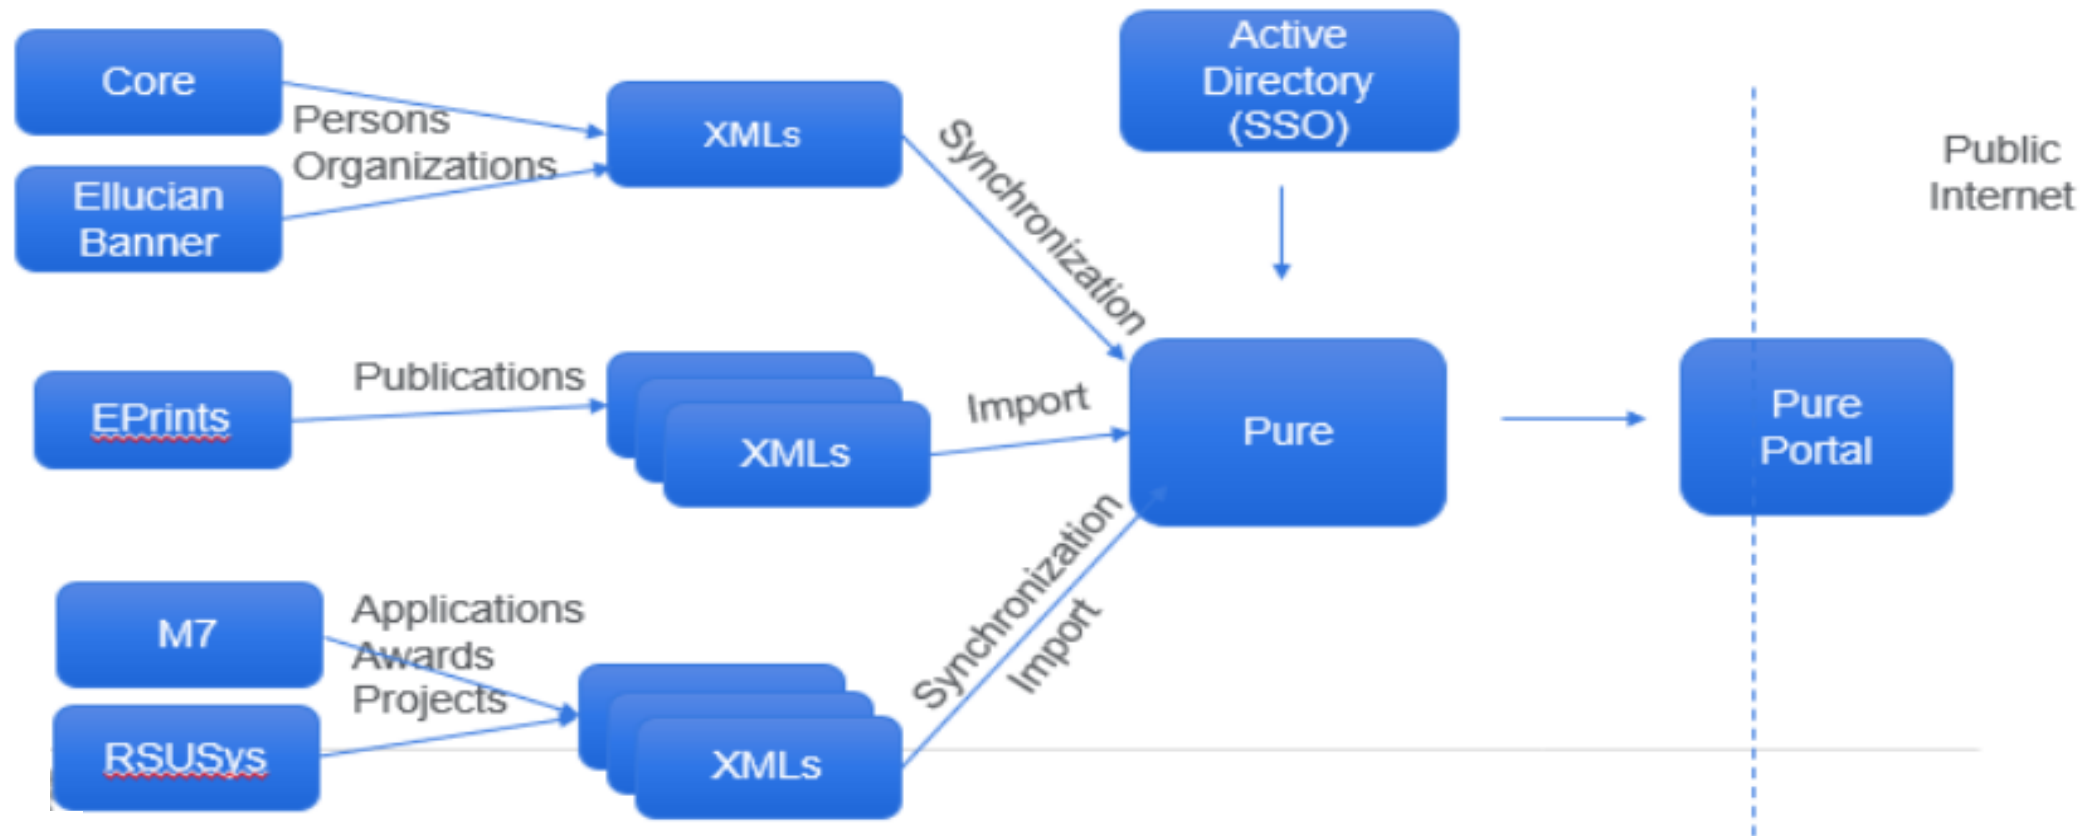 Core
Persons
Organizations
Ellucian
Banner
XMLs
Synchronization
Active
Directory
(SSO)
Public
Internet
EPrints
Publications
XMLs
Import
Pure
Pure
Portal
M7
Applications
Awards
Projects
RSUSys
XMLs
Synchronization
Import